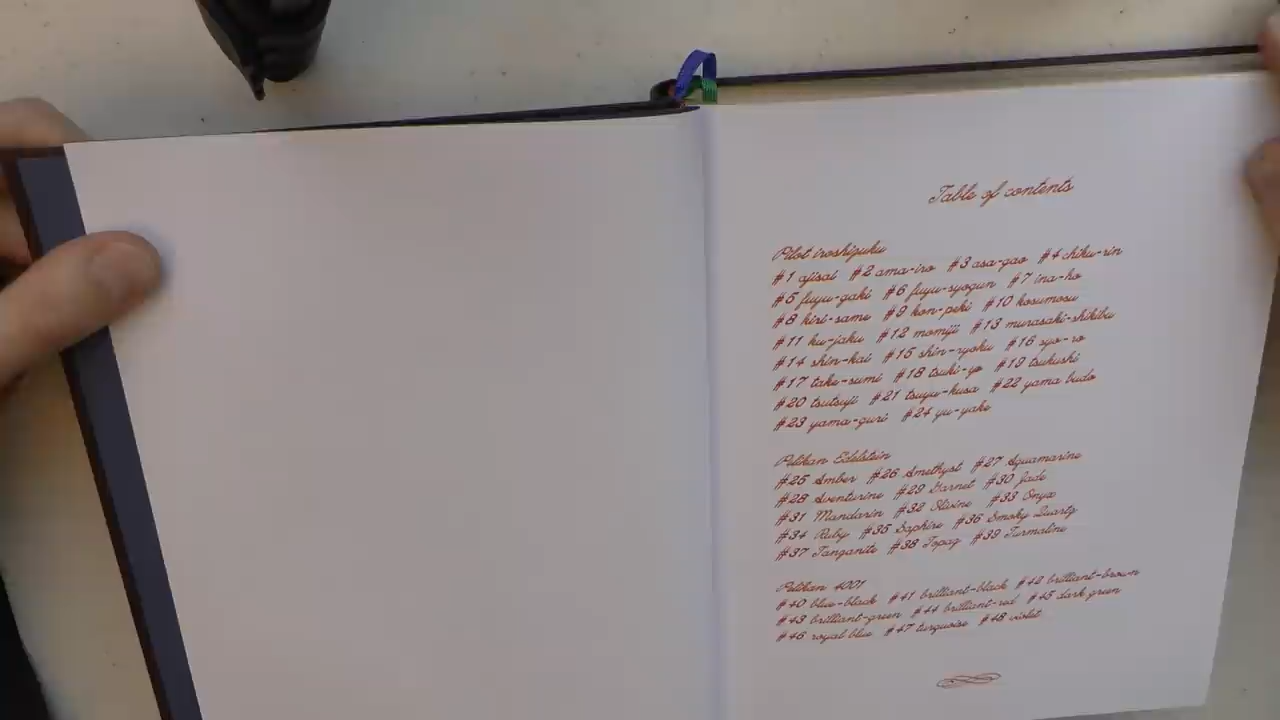 Table of contents
Pilot iroshizuku
#1 ajisai #2 ama-iro #3 asa-gao #4 chiku-rin
#5 fuyu-gaki #6 fuyu-syogun #7 ina-ho
#8 kiri-same #9 kon-peki #10 kosumosu
#11 ku-jaku #12 momiji #13 murasaki-shikibu
#14 shin-kai #15 shin-ryoku #16 syo-ro
#17 take-sumi #18 tsuki-yo #19 tsukushi
#20 tsutsuji #21 tsuyu-kusa #22 yama budo
#23 yama-guri #24 yu-yake
Pelikan Edelstein
#25 Amber #26 Amethyst #27 Aquamarine
#28 Aventurine #29 Garnet #30 Jade
#31 Mandarin #32 Olivine #33 Onyx
#34 Ruby #35 Saphire #36 Smoky Quartz
#37 Tanganite #38 Topaz #39 Turmaline
Pelikan 4001
#40 blue-black #41 brilliant-black #42 brilliant-brown
#43 brilliant-green #44 brilliant-red #45 dark green
#46 royal blue #47 turquoise #48 violet